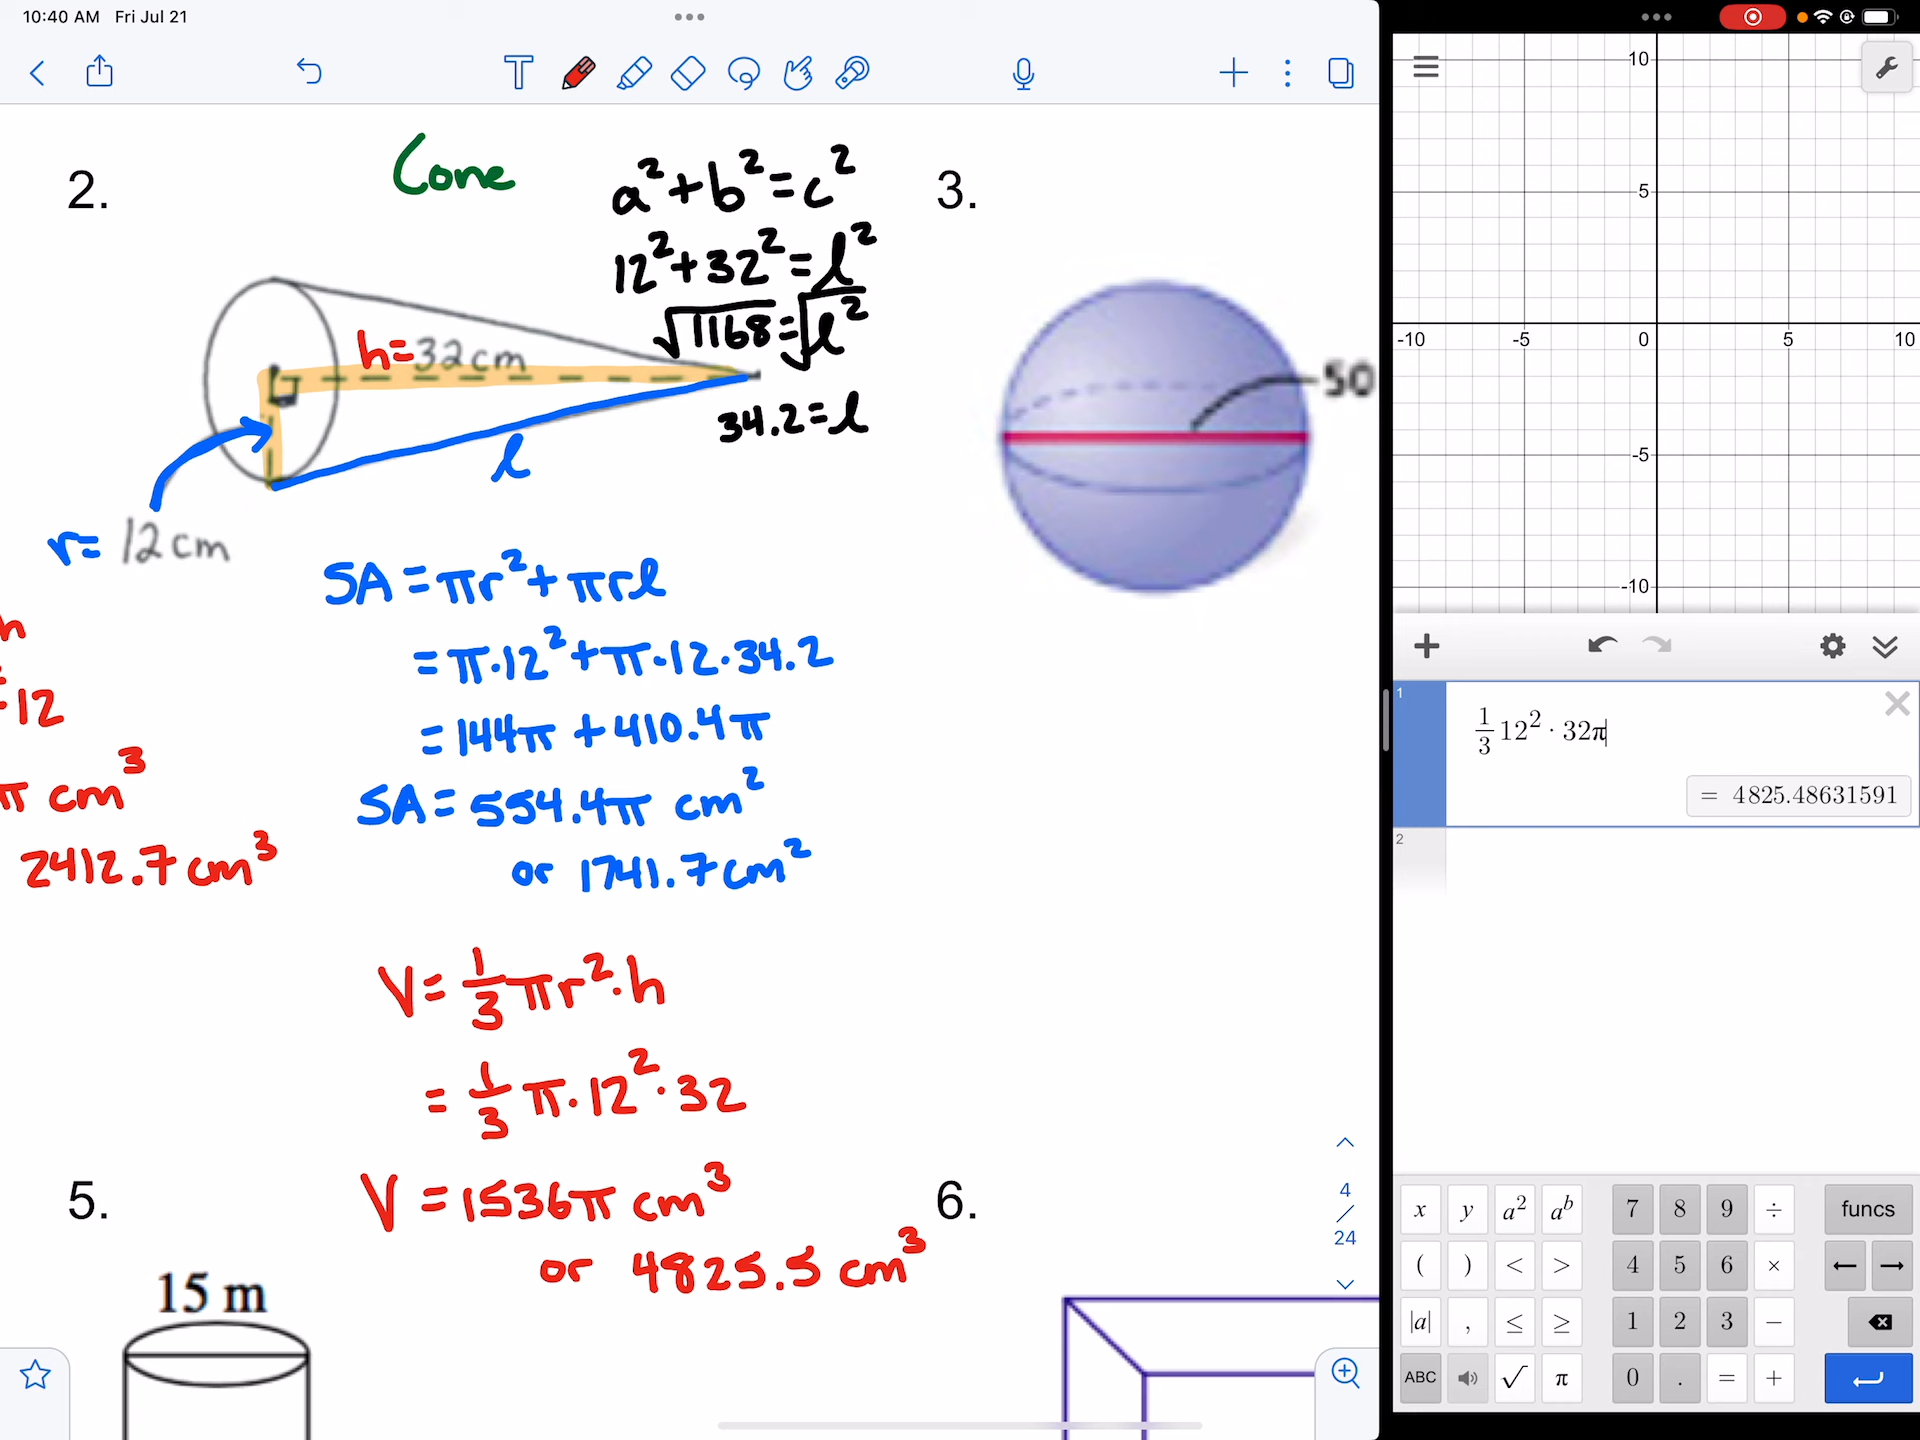 10:40 AM Fri Jul 21
2.
Cone
a²+b²=c²
12²+32²=l²
√1168=√l²
34.2=l
h=32cm
l
r= 12cm
SA=πr²+πrl
=π·12²+π·12·34.2
=144π+410.4π
SA=554.4π cm²
or 1741.7cm²
V=1/3πr²·h
=1/3π·12²·32
V=1536π cm³
or 4825.5 cm³
h
=12
π cm³
2412.7cm³
3.
50
5.
15 m
6.
4
/
24
10
5
-10 -5 0 5 10
-5
-10
1
1/3 12²·32π
= 4825.48631591
2
x y a² aᵇ 7 8 9 ÷ funcs
( ) < > 4 5 6 ×
|a| , ≤ ≥ 1 2 3 −
ABC √ π 0 . = +